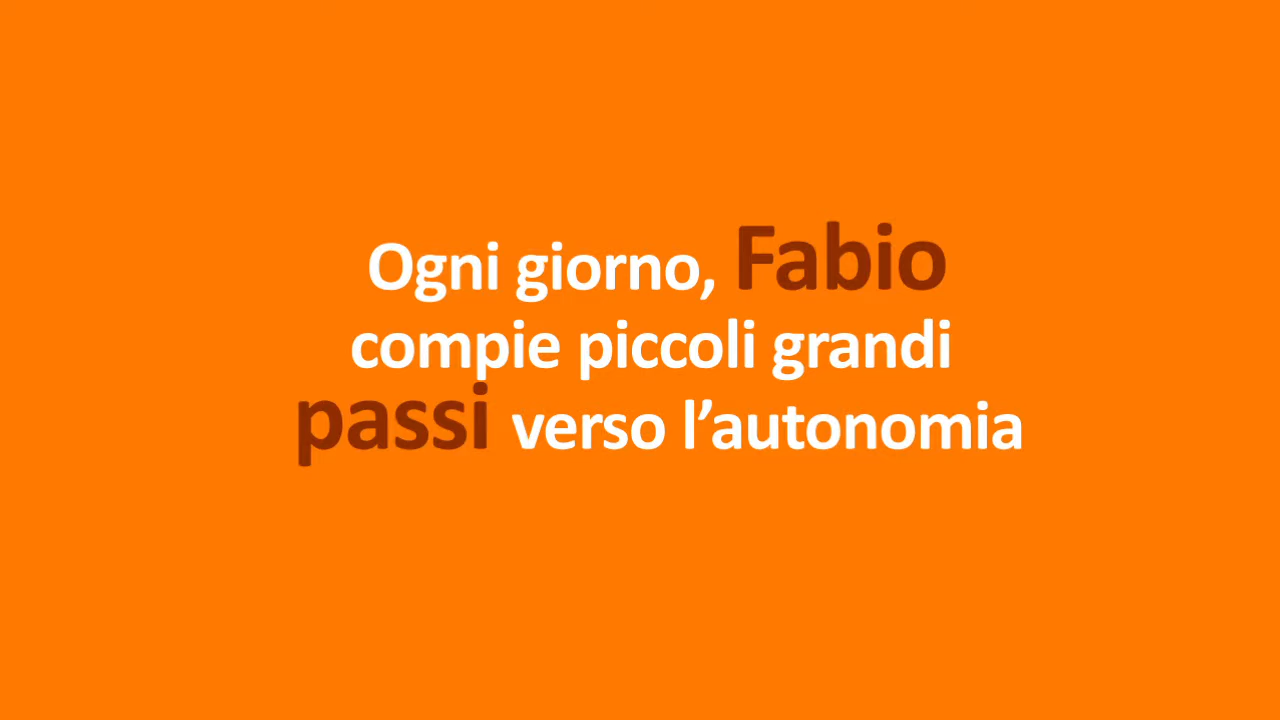 Ogni giorno, Fabio
compie piccoli grandi
passi verso l’autonomia